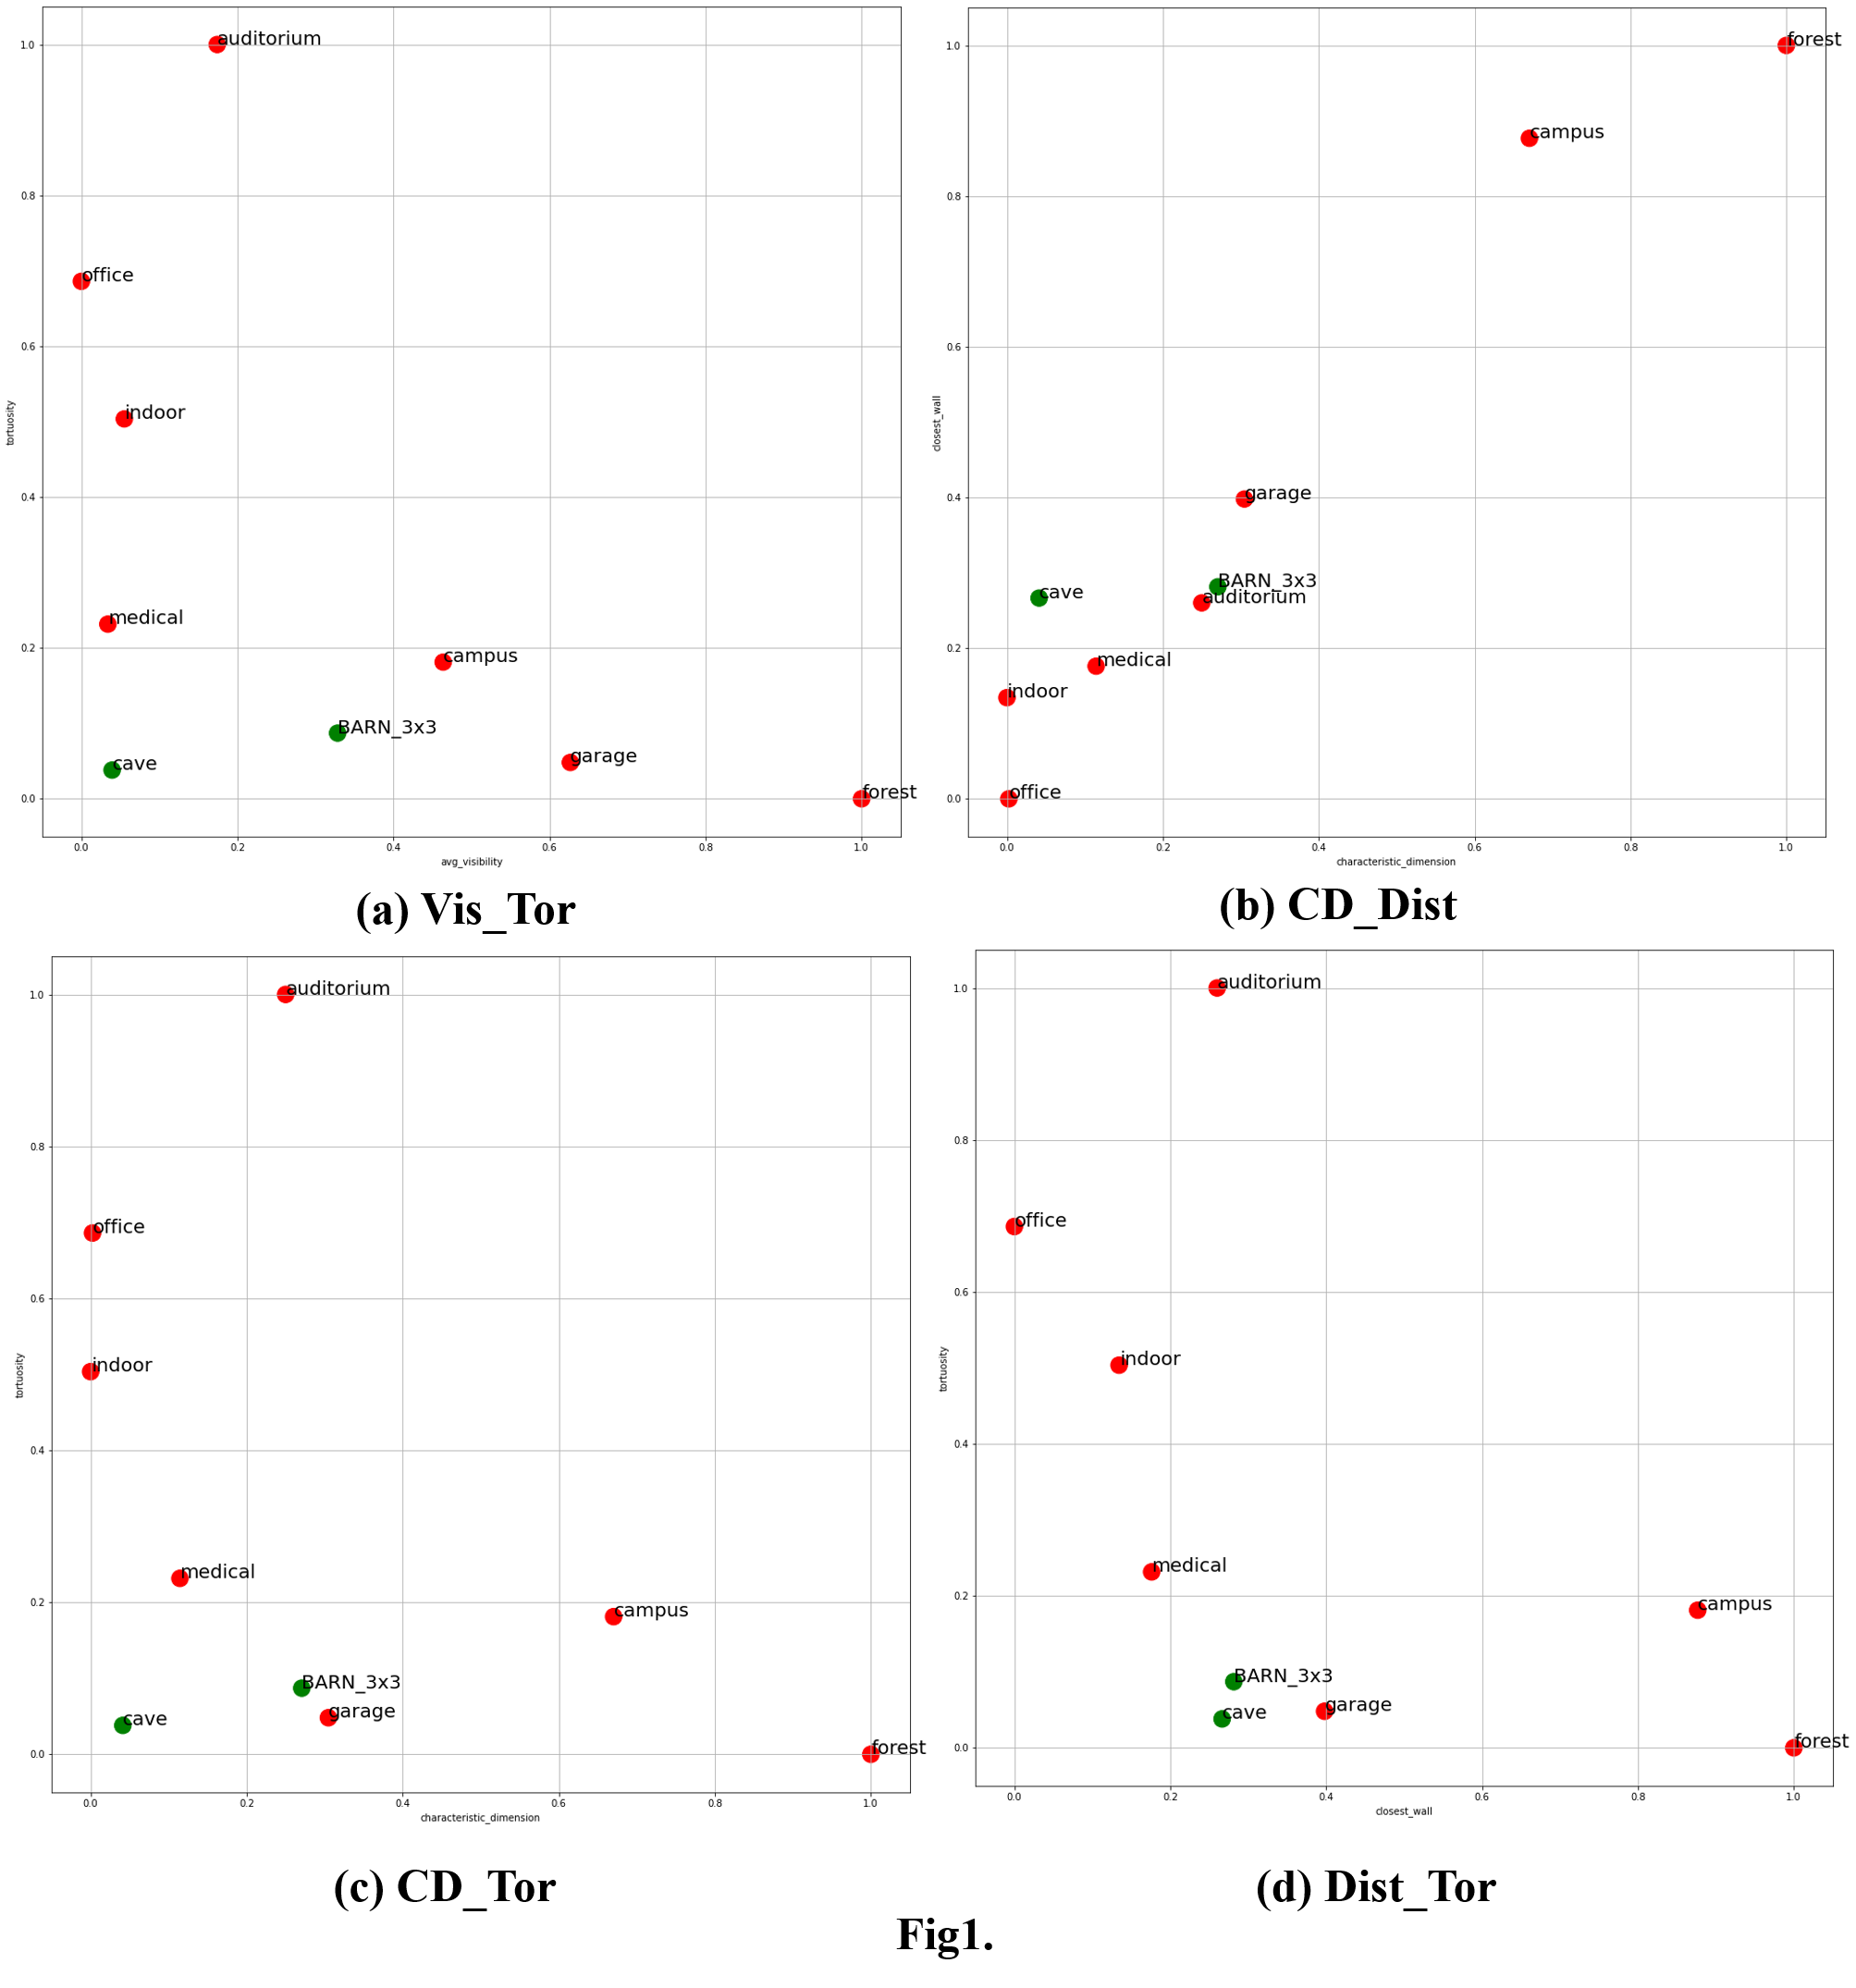 1.0
0.8
0.6
0.4
0.2
0.0
tortuosity
auditorium
office
indoor
medical
campus
BARN_3x3
cave
garage
forest
0.0 0.2 0.4 0.6 0.8 1.0
avg_visibility
(a) Vis_Tor
1.0
0.8
0.6
0.4
0.2
0.0
closest_wall
forest
campus
garage
BARN_3x3
cave
auditorium
medical
indoor
office
0.0 0.2 0.4 0.6 0.8 1.0
characteristic_dimension
(b) CD_Dist
1.0
0.8
0.6
0.4
0.2
0.0
tortuosity
auditorium
office
indoor
medical
campus
BARN_3x3
garage
cave
forest
0.0 0.2 0.4 0.6 0.8 1.0
characteristic_dimension
(c) CD_Tor
1.0
0.8
0.6
0.4
0.2
0.0
tortuosity
auditorium
office
indoor
medical
campus
BARN_3x3
garage
cave
forest
0.0 0.2 0.4 0.6 0.8 1.0
closest_wall
(d) Dist_Tor
Fig1.